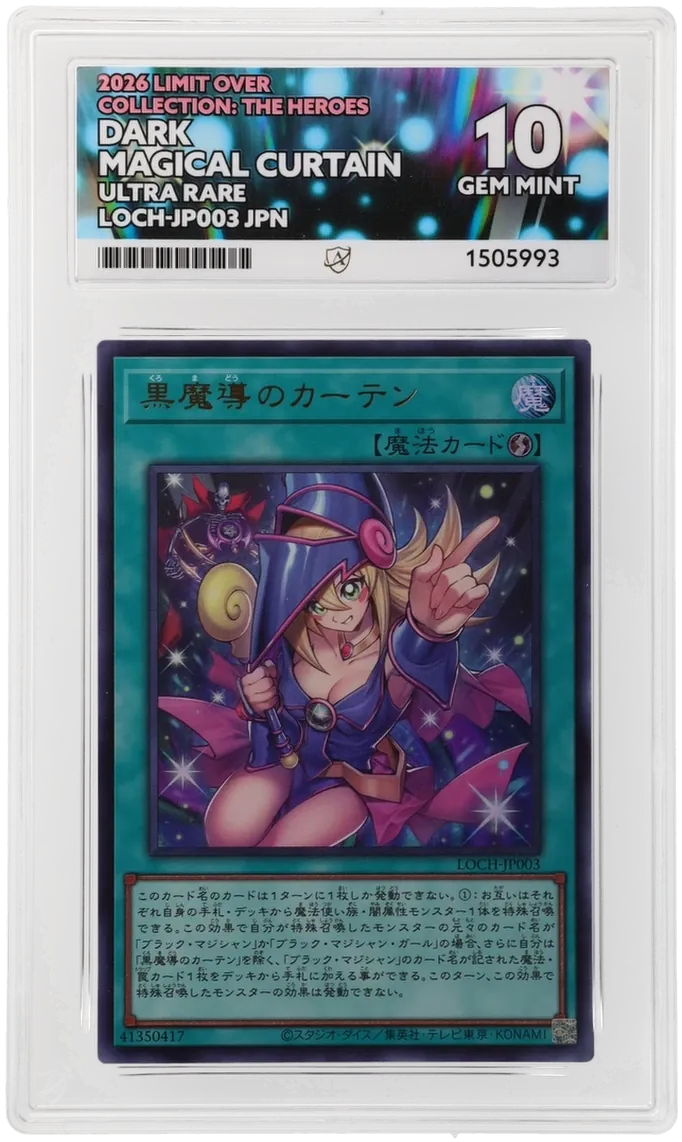 2026 LIMIT OVER
COLLECTION: THE HEROES
DARK
MAGICAL CURTAIN
ULTRA RARE
LOCH-JP003 JPN
10
GEM MINT
1505993
黒魔導のカーテン
魔
【魔法カード】
LOCH-JP003
このカード名のカードは1ターンに1枚しか発動できない。①:お互いはそれ
ぞれ自身の手札・デッキから魔法使い族・闇属性モンスター1体を特殊召喚
できる。この効果で自分が特殊召喚したモンスターの元々のカード名が
「ブラック・マジシャン」か「ブラック・マジシャン・ガール」の場合、さらに自分は
「黒魔導のカーテン」を除く、「ブラック・マジシャン」のカード名が記された魔法・
罠カード1枚をデッキから手札に加える事ができる。このターン、この効果で
特殊召喚したモンスターの効果は発動できない。
41350417
©スタジオ・ダイス／集英社・テレビ東京・KONAMI